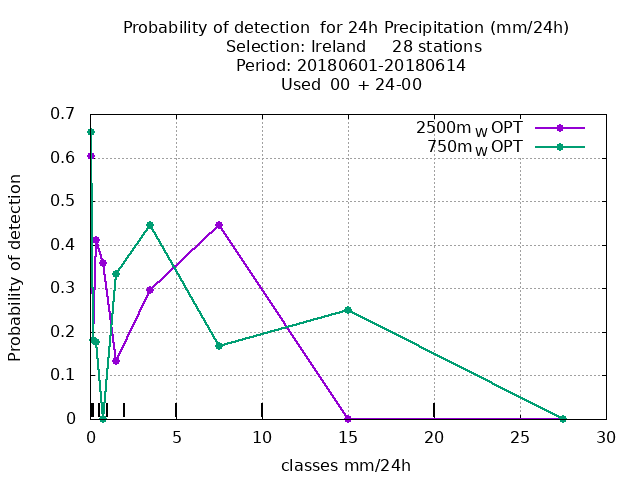 Probability of detection  for 24h Precipitation (mm/24h)
Selection: Ireland     28 stations
Period: 20180601-20180614
Used  00 + 24-00
2500m W OPT
750m W OPT
0.7
0.6
0.5
0.4
0.3
0.2
0.1
0
Probability of detection
0 5 10 15 20 25 30
classes mm/24h